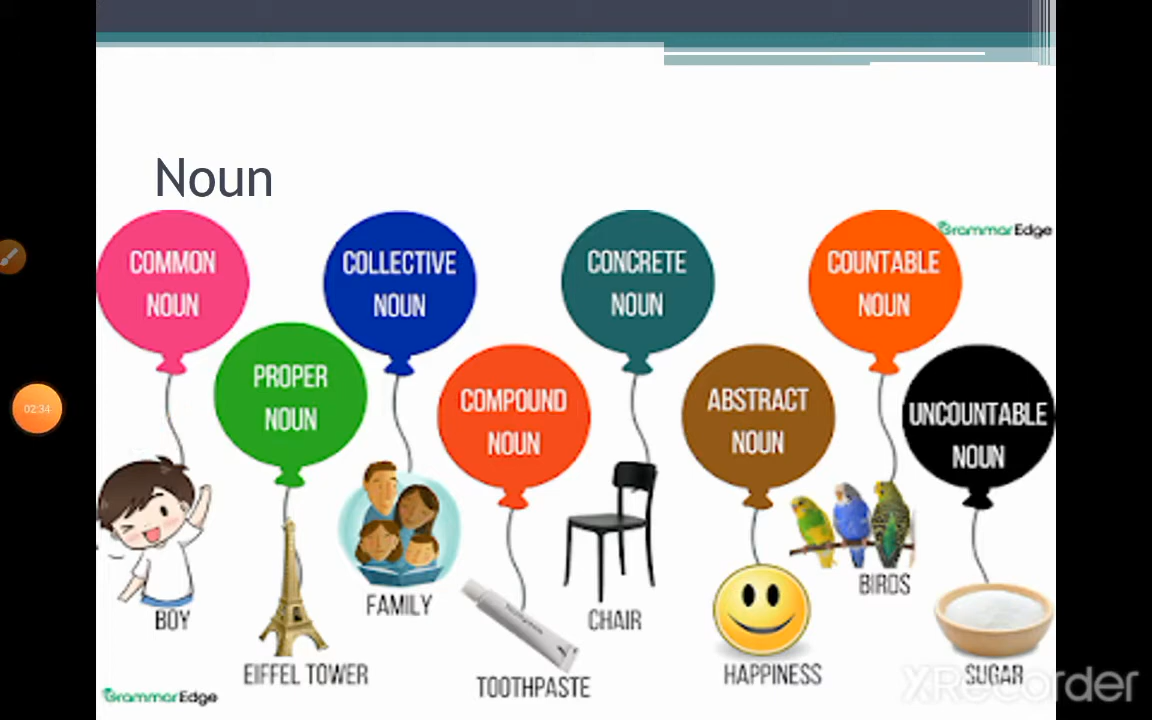 Noun
GrammarEdge
COMMON
NOUN
COLLECTIVE
NOUN
CONCRETE
NOUN
COUNTABLE
NOUN
PROPER
NOUN
COMPOUND
NOUN
ABSTRACT
NOUN
UNCOUNTABLE
NOUN
02:34
BOY
FAMILY
CHAIR
BIRDS
EIFFEL TOWER
TOOTHPASTE
HAPPINESS
SUGAR
GrammarEdge
XRecorder